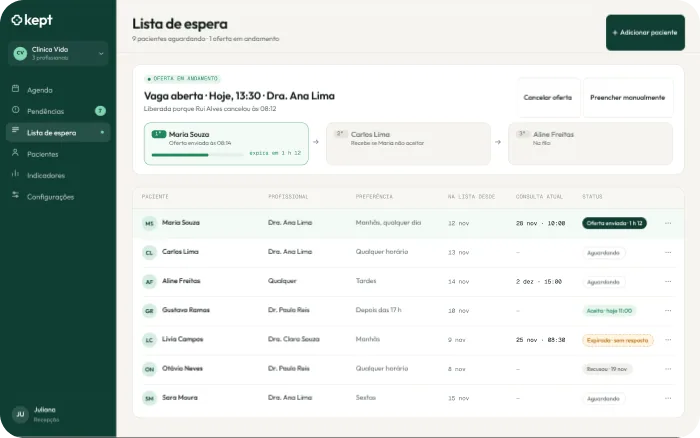 kept
CV
Clínica Vida
3 profissionais
Agenda
Pendências
7
Lista de espera
Pacientes
Indicadores
Configurações
JU
Juliana
Recepção
Lista de espera
9 pacientes aguardando · 1 oferta em andamento
+ Adicionar paciente
OFERTA EM ANDAMENTO
Vaga aberta · Hoje, 13:30 · Dra. Ana Lima
Liberada porque Rui Alves cancelou às 08:12
Cancelar oferta
Preencher manualmente
1º Maria Souza
Oferta enviada às 08:14
expira em 1 h 12
→
2º Carlos Lima
Recebe se Maria não aceitar
→
3º Aline Freitas
Na fila
PACIENTE PROFISSIONAL PREFERÊNCIA NA LISTA DESDE CONSULTA ATUAL STATUS
MS Maria Souza Dra. Ana Lima Manhãs, qualquer dia 12 nov 28 nov · 10:00 Oferta enviada · 1 h 12 ···
CL Carlos Lima Dra. Ana Lima Qualquer horário 13 nov – Aguardando ···
AF Aline Freitas Qualquer Tardes 14 nov 2 dez · 15:00 Aguardando ···
GR Gustavo Ramos Dr. Paulo Reis Depois das 17 h 10 nov – Aceita · hoje 11:00 ···
LC Lívia Campos Dra. Clara Souza Manhãs 9 nov 25 nov · 08:30 Expirada · sem resposta ···
ON Otávio Neves Dr. Paulo Reis Qualquer horário 8 nov – Recusou · 19 nov ···
SM Sara Moura Dra. Ana Lima Sextas 15 nov – Aguardando ···